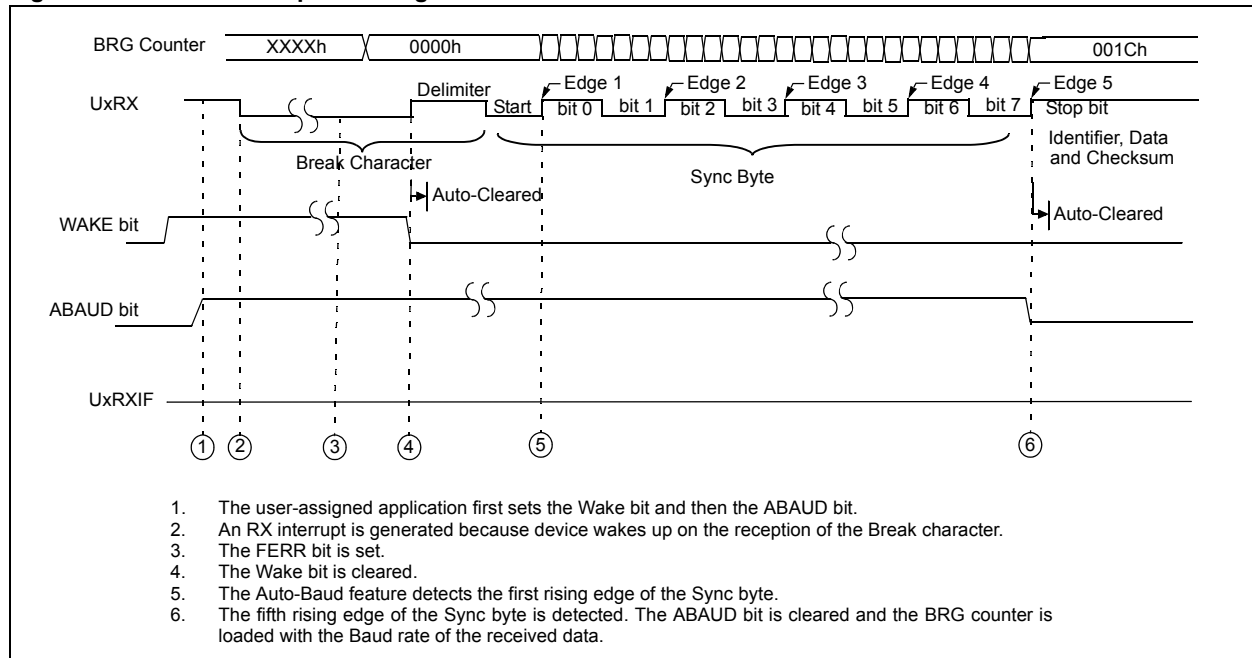 BRG Counter XXXXh 0000h 001Ch
Delimiter Edge 1 Edge 2 Edge 3 Edge 4 Edge 5
UxRX Start bit 0 bit 1 bit 2 bit 3 bit 4 bit 5 bit 6 bit 7 Stop bit
Break Character
Sync Byte
Identifier, Data
and Checksum
Auto-Cleared
Auto-Cleared
WAKE bit
ABAUD bit
UxRXIF
1 2 3 4 5 6
1. The user-assigned application first sets the Wake bit and then the ABAUD bit.
2. An RX interrupt is generated because device wakes up on the reception of the Break character.
3. The FERR bit is set.
4. The Wake bit is cleared.
5. The Auto-Baud feature detects the first rising edge of the Sync byte.
6. The fifth rising edge of the Sync byte is detected. The ABAUD bit is cleared and the BRG counter is
loaded with the Baud rate of the received data.